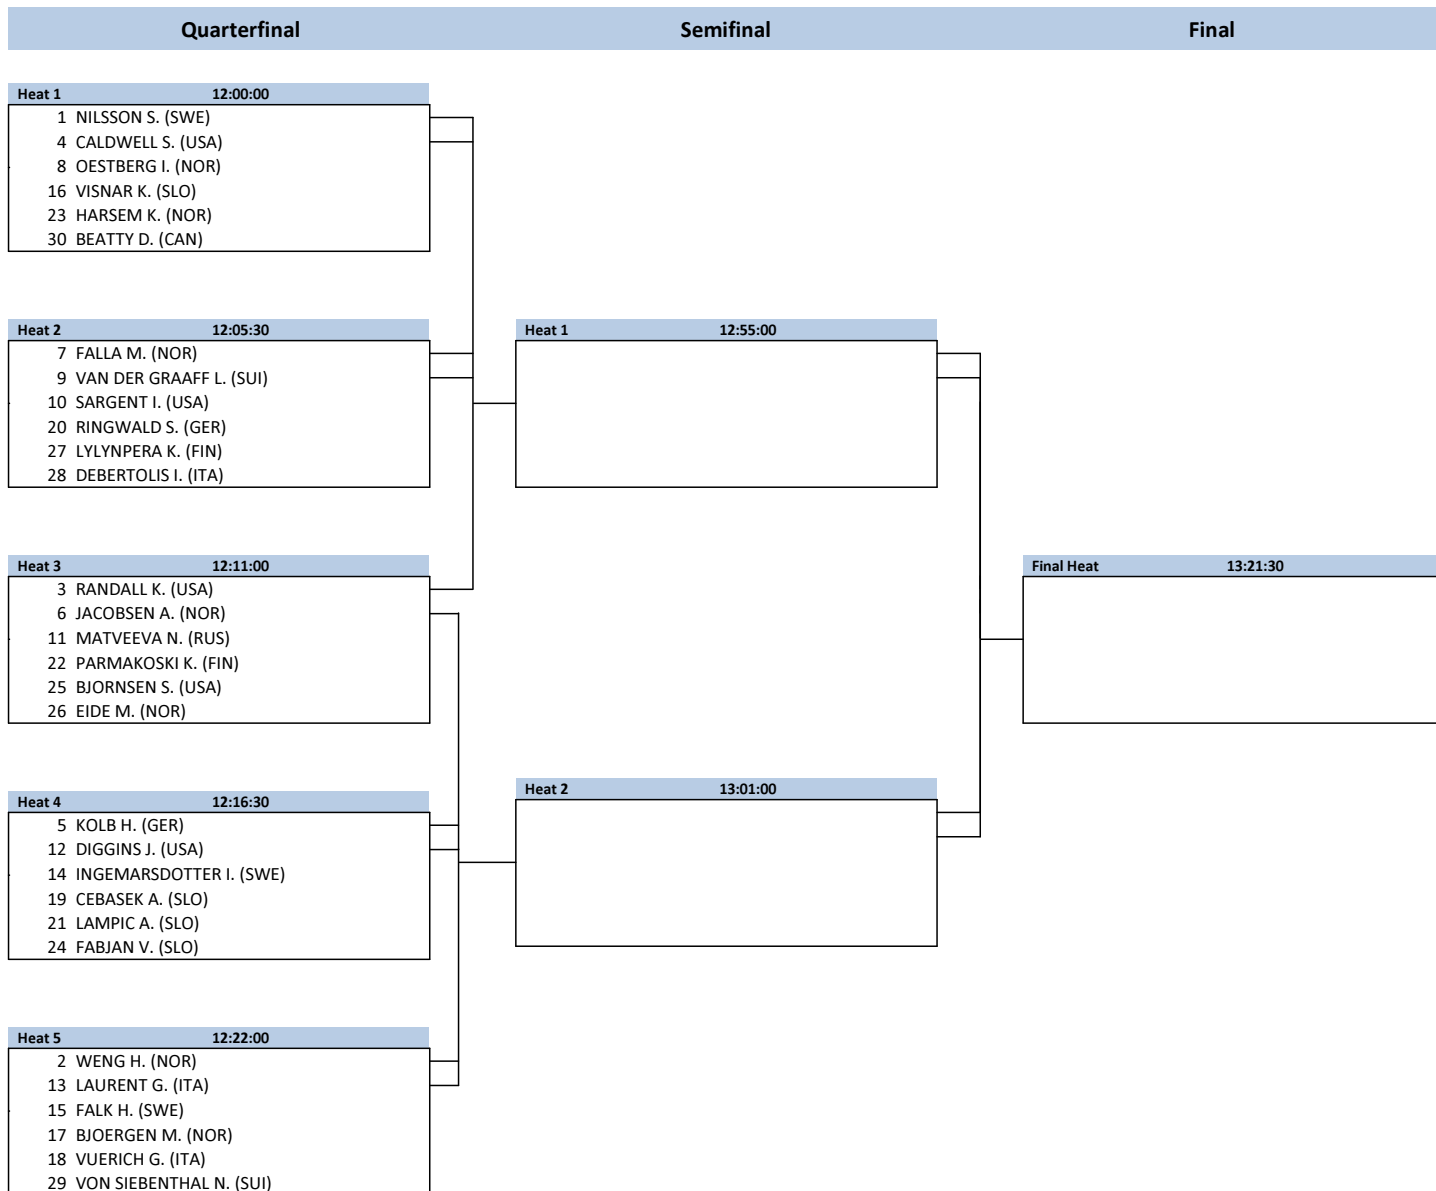 Quarterfinal Semifinal Final
Heat 1 12:00:00
1 NILSSON S. (SWE)
4 CALDWELL S. (USA)
8 OESTBERG I. (NOR)
16 VISNAR K. (SLO)
23 HARSEM K. (NOR)
30 BEATTY D. (CAN)
Heat 2 12:05:30
7 FALLA M. (NOR)
9 VAN DER GRAAFF L. (SUI)
10 SARGENT I. (USA)
20 RINGWALD S. (GER)
27 LYLYNPERA K. (FIN)
28 DEBERTOLIS I. (ITA)
Heat 3 12:11:00
3 RANDALL K. (USA)
6 JACOBSEN A. (NOR)
11 MATVEEVA N. (RUS)
22 PARMAKOSKI K. (FIN)
25 BJORNSEN S. (USA)
26 EIDE M. (NOR)
Heat 4 12:16:30
5 KOLB H. (GER)
12 DIGGINS J. (USA)
14 INGEMARSDOTTER I. (SWE)
19 CEBASEK A. (SLO)
21 LAMPIC A. (SLO)
24 FABJAN V. (SLO)
Heat 5 12:22:00
2 WENG H. (NOR)
13 LAURENT G. (ITA)
15 FALK H. (SWE)
17 BJOERGEN M. (NOR)
18 VUERICH G. (ITA)
29 VON SIEBENTHAL N. (SUI)
Heat 1 12:55:00
Heat 2 13:01:00
Final Heat 13:21:30